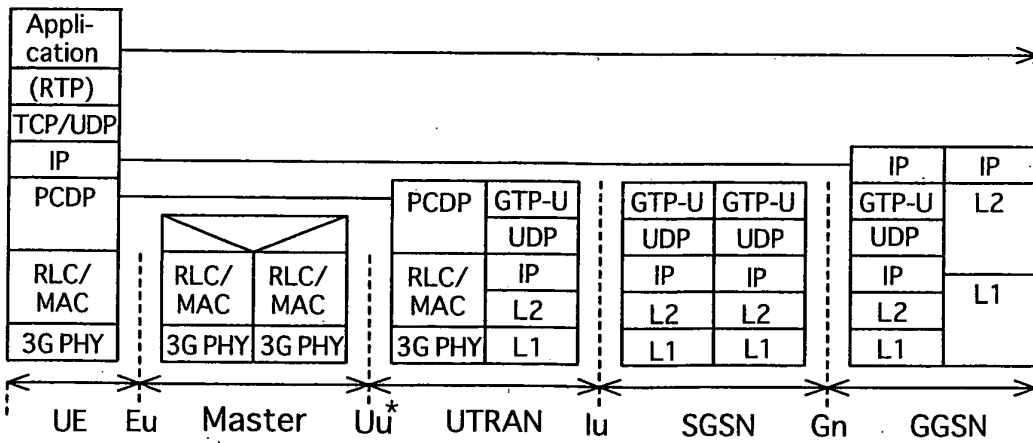 Appli-
cation
(RTP)
TCP/UDP
IP
PCDP
RLC/
MAC
3G PHY
RLC/ RLC/
MAC MAC
3G PHY 3G PHY
PCDP
RLC/
MAC
3G PHY
GTP-U
UDP
IP
L2
L1
GTP-U GTP-U
UDP UDP
IP IP
L2 L2
L1 L1
IP
GTP-U
UDP
IP
L2
L1
IP
L2
L1
UE Eu Master Uu* UTRAN Iu SGSN Gn GGSN